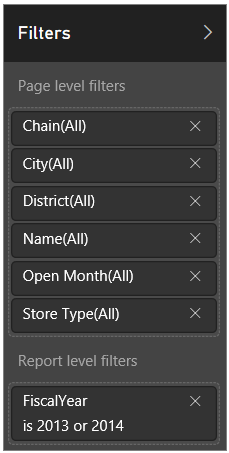 Filters
Page level filters
Chain(All)
City(All)
District(All)
Name(All)
Open Month(All)
Store Type(All)
Report level filters
FiscalYear
is 2013 or 2014